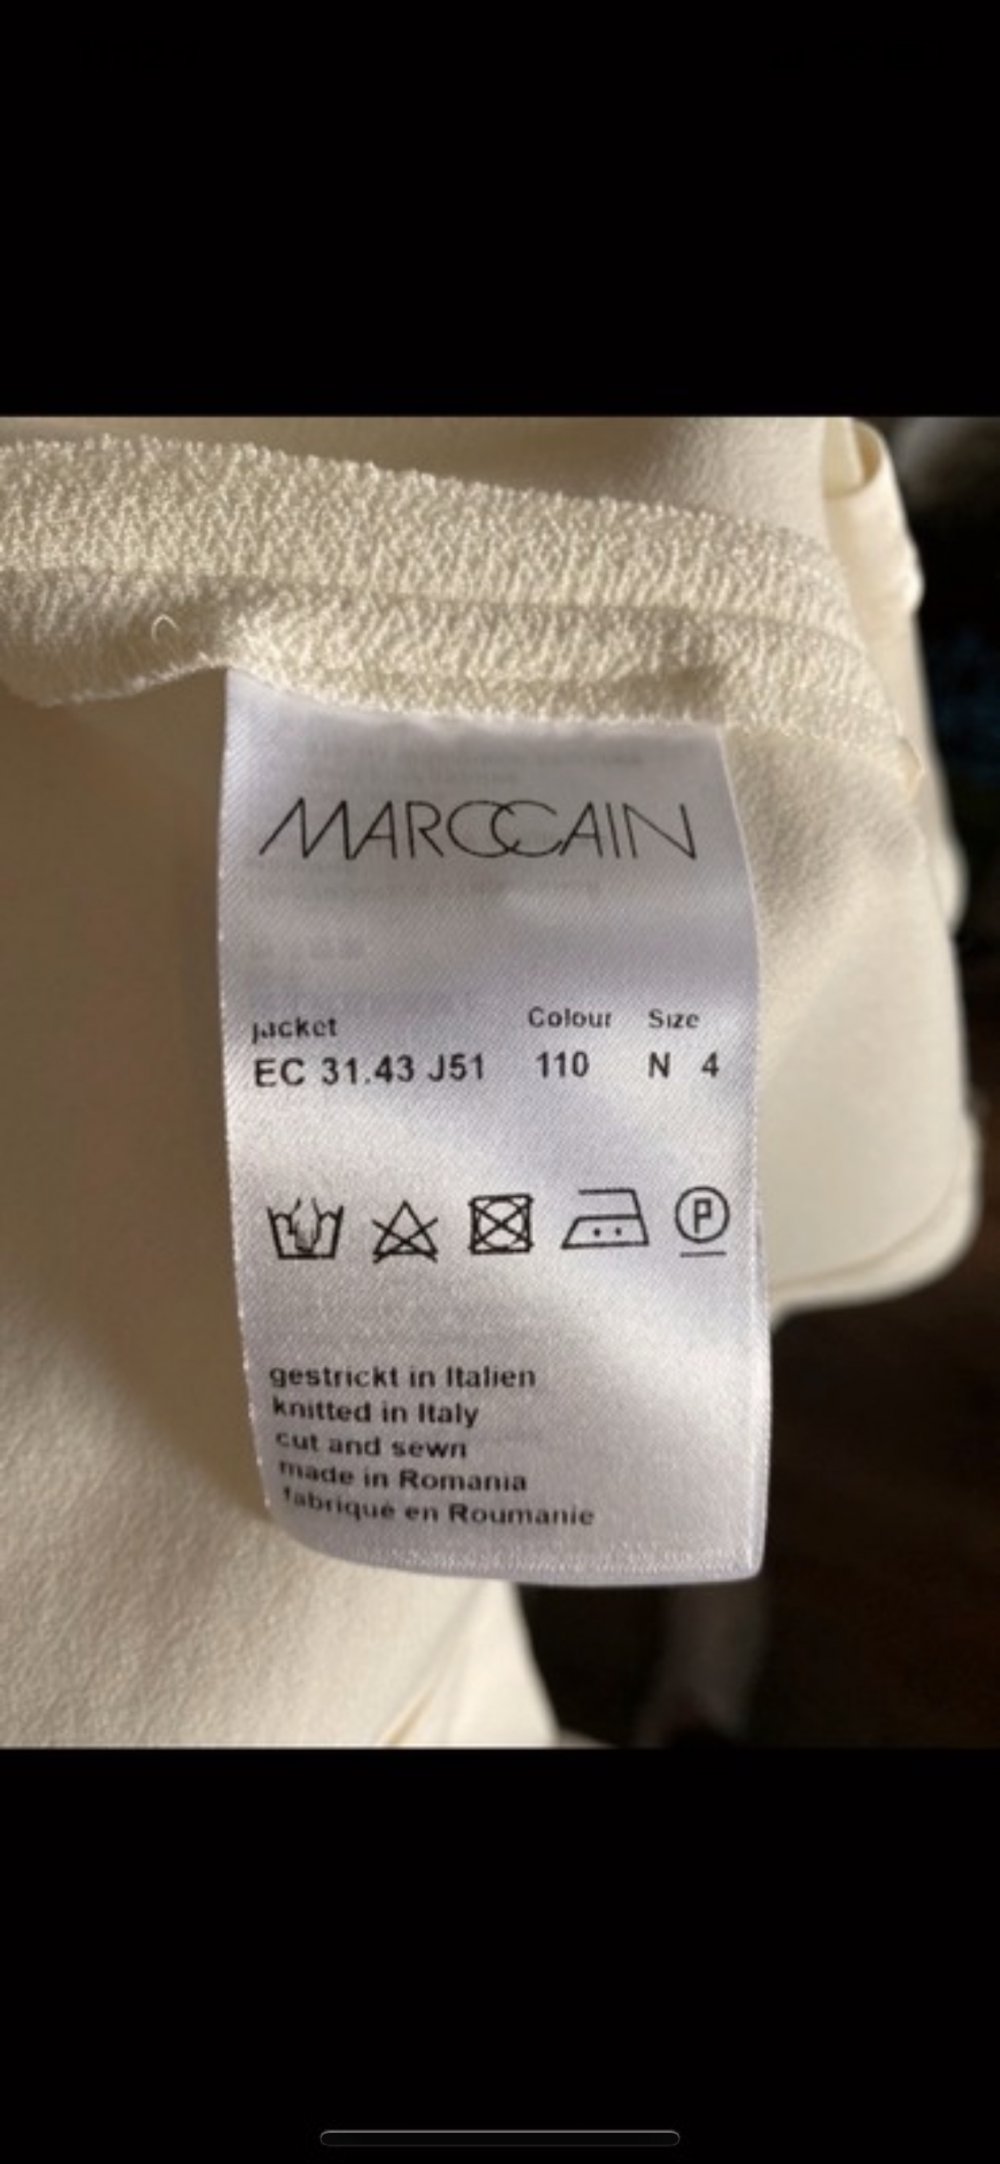 MARCCAIN
jacket Colour Size
EC 31.43 J51 110 N 4
P
gestrickt in Italien
knitted in Italy
cut and sewn
made in Romania
fabriqué en Roumanie